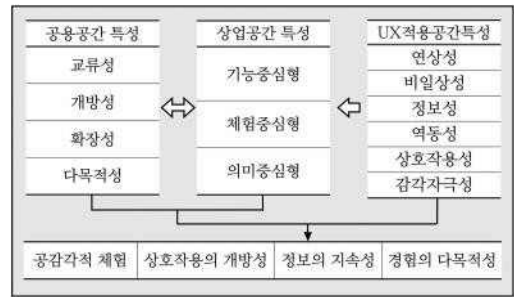 공용공간 특성
교류성
개방성
확장성
다목적성
상업공간 특성
기능중심형
체험중심형
의미중심형
UX적용공간특성
연상성
비일상성
정보성
역동성
상호작용성
감각자극성
공감각적 체험
상호작용의 개방성
정보의 지속성
경험의 다목적성